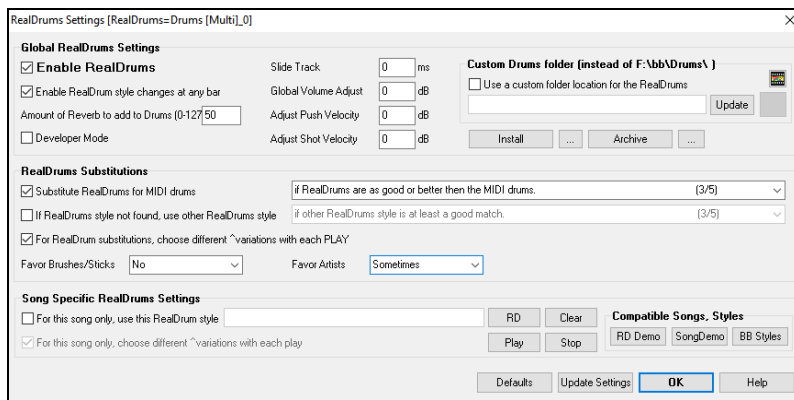 RealDrums Settings [RealDrums=Drums [Multi]_0]
Global RealDrums Settings
Enable RealDrums
Enable RealDrum style changes at any bar
Amount of Reverb to add to Drums (0-127 50
Developer Mode
Slide Track 0 ms
Global Volume Adjust 0 dB
Adjust Push Velocity 0 dB
Adjust Shot Velocity 0 dB
Custom Drums folder (instead of F:\bb\Drums\ )
Use a custom folder location for the RealDrums
Update
Install ... Archive ...
RealDrums Substitutions
Substitute RealDrums for MIDI drums if RealDrums are as good or better then the MIDI drums. (3/5)
If RealDrums style not found, use other RealDrums style if other RealDrums style is at least a good match. (3/5)
For RealDrum substitutions, choose different ^variations with each PLAY
Favor Brushes/Sticks No Favor Artists Sometimes
Song Specific RealDrums Settings
For this song only, use this RealDrum style RD Clear
For this song only, choose different ^variations with each play Play Stop
Compatible Songs, Styles
RD Demo SongDemo BB Styles
Defaults Update Settings OK Help